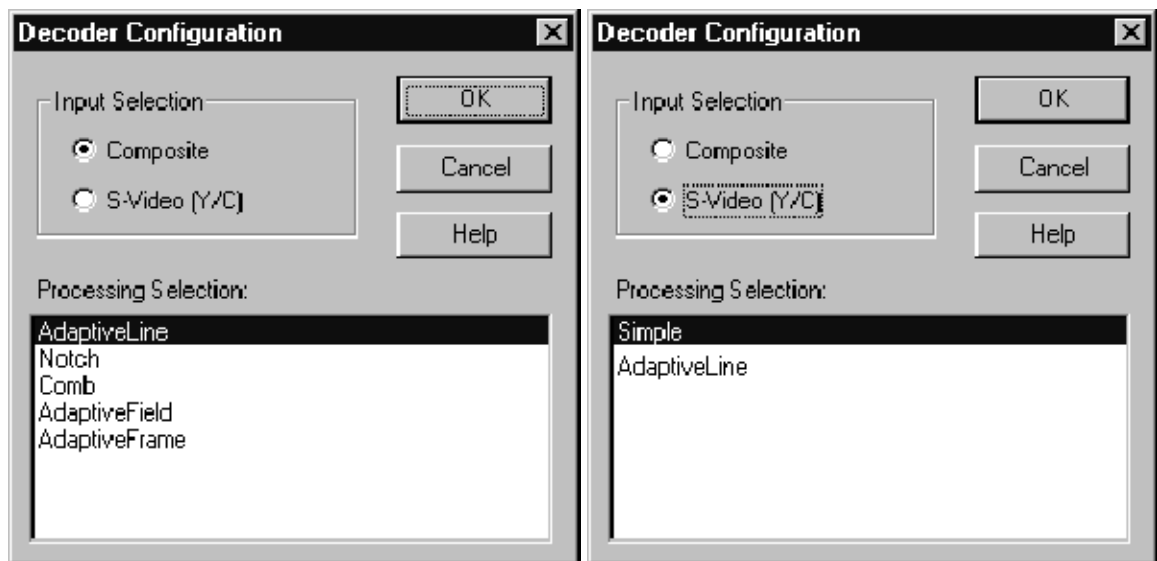 Decoder Configuration
Input Selection
Composite
S-Video (Y/C)
OK
Cancel
Help
Processing Selection:
AdaptiveLine
Notch
Comb
AdaptiveField
AdaptiveFrame
Decoder Configuration
Input Selection
Composite
S-Video (Y/C)
OK
Cancel
Help
Processing Selection:
Simple
AdaptiveLine